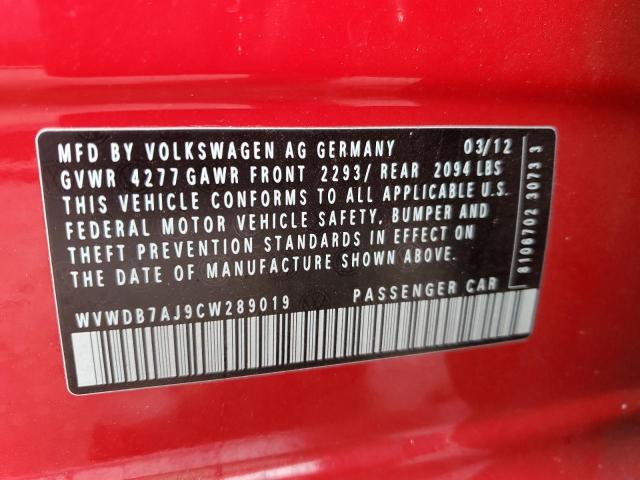 MFD BY VOLKSWAGEN AG GERMANY 03/12
GVWR 4277 GAWR FRONT 2293/ REAR 2094 LBS
THIS VEHICLE CONFORMS TO ALL APPLICABLE U.S.
FEDERAL MOTOR VEHICLE SAFETY, BUMPER AND
THEFT PREVENTION STANDARDS IN EFFECT ON
THE DATE OF MANUFACTURE SHOWN ABOVE.
WVWDB7AJ9CW289019 PASSENGER CAR
8106702 3073 3